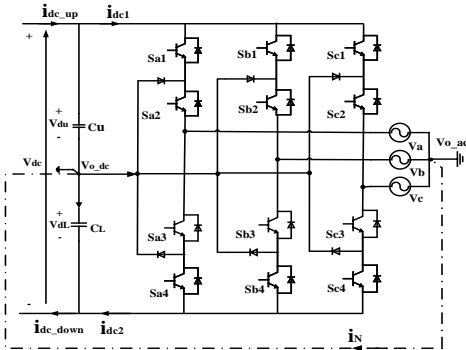 idc_up
idc1
+
Sa1
Sb1
Sc1
Sa2
Sb2
Sc2
+
Vdu
-
Cu
Va
Vo_ac
Vdc
Vo_dc
Vb
+
VdL
-
CL
Vc
Sa3
Sb3
Sc3
Sa4
Sb4
Sc4
-
idc_down
idc2
iN